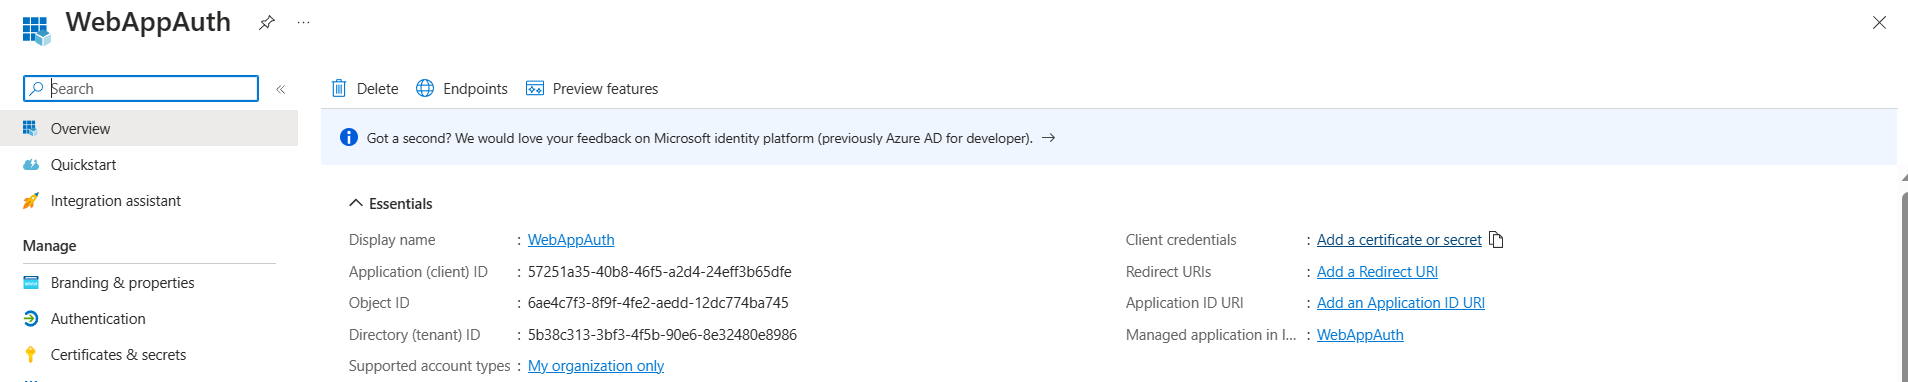 WebAppAuth
Search
Delete Endpoints Preview features
Overview
Got a second? We would love your feedback on Microsoft identity platform (previously Azure AD for developer).
Quickstart
Integration assistant
Essentials
Manage
Display name : WebAppAuth
Client credentials : Add a certificate or secret
Application (client) ID : 57251a35-40b8-46f5-a2d4-24eff3b65dfe
Redirect URIs : Add a Redirect URI
Branding & properties
Object ID : 6ae4c7f3-8f9f-4fe2-aedd-12dc774ba745
Application ID URI : Add an Application ID URI
Authentication
Directory (tenant) ID : 5b38c313-3bf3-4f5b-90e6-8e32480e8986
Managed application in l... : WebAppAuth
Certificates & secrets
Supported account types : My organization only